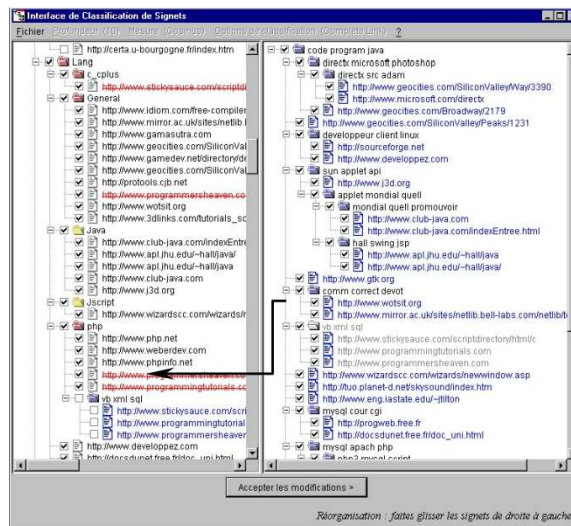 Interface de Classification de Signets
Fichier Profondeur (10) Mesure (Cosinus) Options de classification (Complete Link) ?
http://certa.u-bourgogne.fr/index.htm
Lang
c_cplus
http://www.stickysauce.com/scriptdi
General
http://www.idiom.com/free-compiler
http://www.mirror.ac.uk/sites/netlib.l
http://www.gamasutra.com
http://www.geocities.com/SiliconVal
http://www.gamedev.net/directory/de
http://www.geocities.com/SiliconVal
http://protools.cjb.net
http://www.programmersheaven.co
http://www.wotsit.org
http://www.3dlinks.com/tutorials_sc
Java
http://www.club-java.com/indexEntree
http://www.apl.jhu.edu/~hall/java/
http://www.apl.jhu.edu/~hall/java/
http://www.club-java.com
http://www.j3d.org
Jscript
http://www.wizardscc.com/wizards/r
php
http://www.php.net
http://www.weberdev.com
http://www.phpinfo.net
http://www.programmersheaven.co
http://www.programmingtutorials.cc
vb xml sql
http://www.stickysauce.com/scri
http://www.programmingtutorial
http://www.programmersheaver
http://www.developpez.com
http://docsdunet.free.fr/doc_uni.html
code program java
directx microsoft photoshop
directx src adam
http://www.geocities.com/SiliconValley/Way/3390
http://www.microsoft.com/directx
http://www.geocities.com/Broadway/2179
http://www.geocities.com/SiliconValley/Peaks/1231
developpeur client linux
http://sourceforge.net
http://www.developpez.com
sun applet api
http://www.j3d.org
applet mondial quell
mondial quell promouvoir
http://www.club-java.com
http://www.club-java.com/indexEntree.html
hall swing jsp
http://www.apl.jhu.edu/~hall/java/
http://www.apl.jhu.edu/~hall/java/
http://www.gtk.org
comm correct devot
http://www.wotsit.org
http://www.mirror.ac.uk/sites/netlib.bell-labs.com/netlib/t
vb xml sql
http://www.stickysauce.com/scriptdirectory/html/c
http://www.programmingtutorials.com
http://www.programmersheaven.com
http://www.wizardscc.com/wizards/newwindow.asp
http://tuo.planet-d.net/skysound/index.htm
http://www.eng.iastate.edu/~jtilton
mysql cour cgi
http://progweb.free.fr
http://docsdunet.free.fr/doc_uni.html
mysql apach php
php3 mysql script
Accepter les modifications >
Réorganisation : faites glisser les signets de droite à gauche